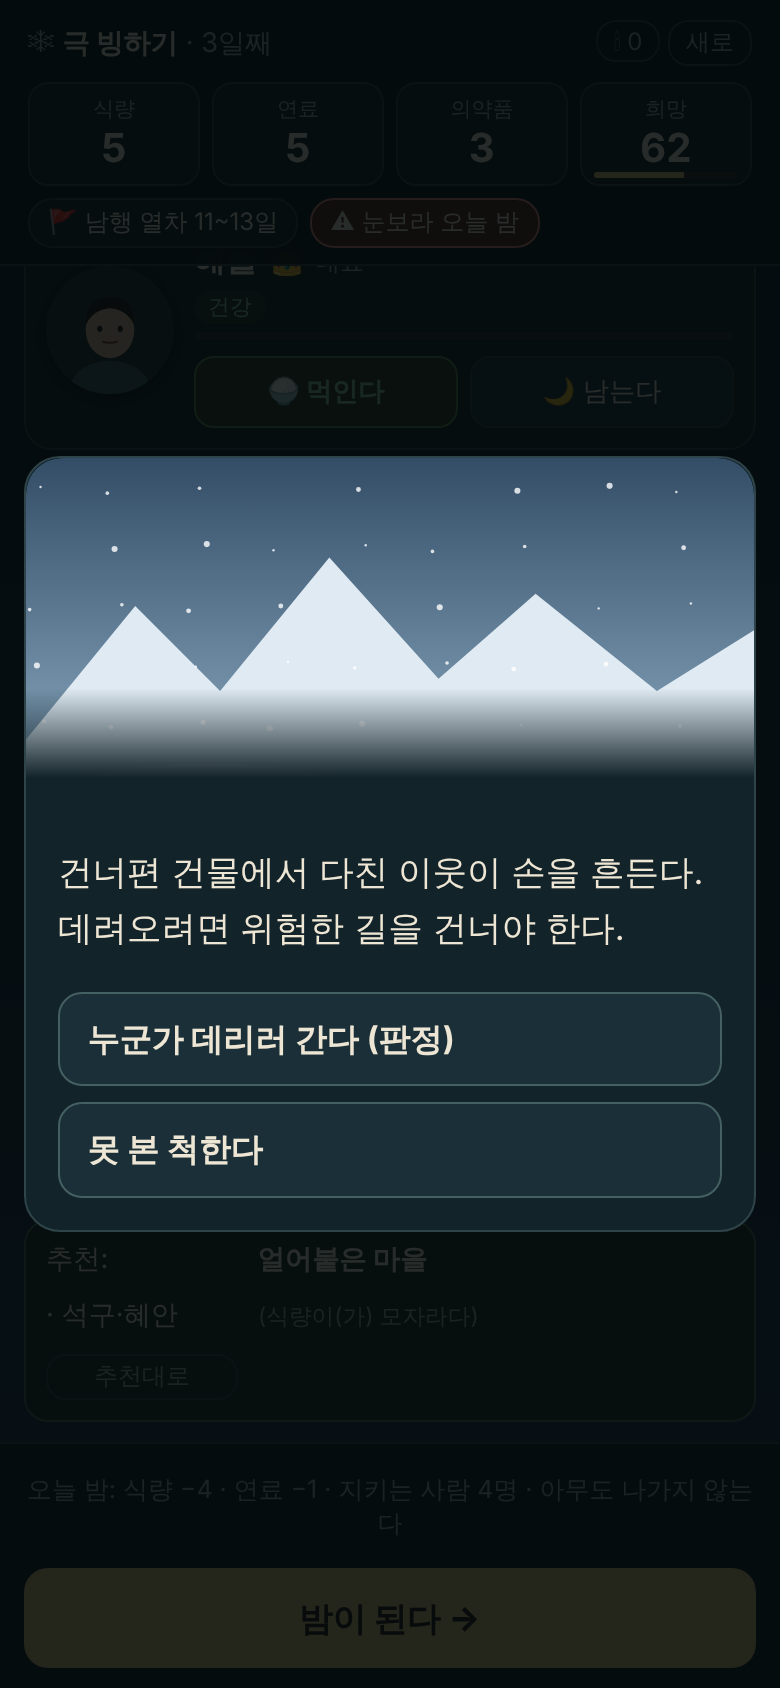 극 빙하기 · 3일째
0
새로
식량
연료
의약품
희망
5
5
3
62
남행 열차 11~13일
눈보라 오늘 밤
건강
먹인다
남는다
건너편 건물에서 다친 이웃이 손을 흔든다.
데려오려면 위험한 길을 건너야 한다.
누군가 데리러 간다 (판정)
못 본 척한다
추천:
얼어붙은 마을
· 석구·혜안
(식량이(가) 모자라다)
추천대로
오늘 밤: 식량 −4 · 연료 −1 · 지키는 사람 4명 · 아무도 나가지 않는
다
밤이 된다 →